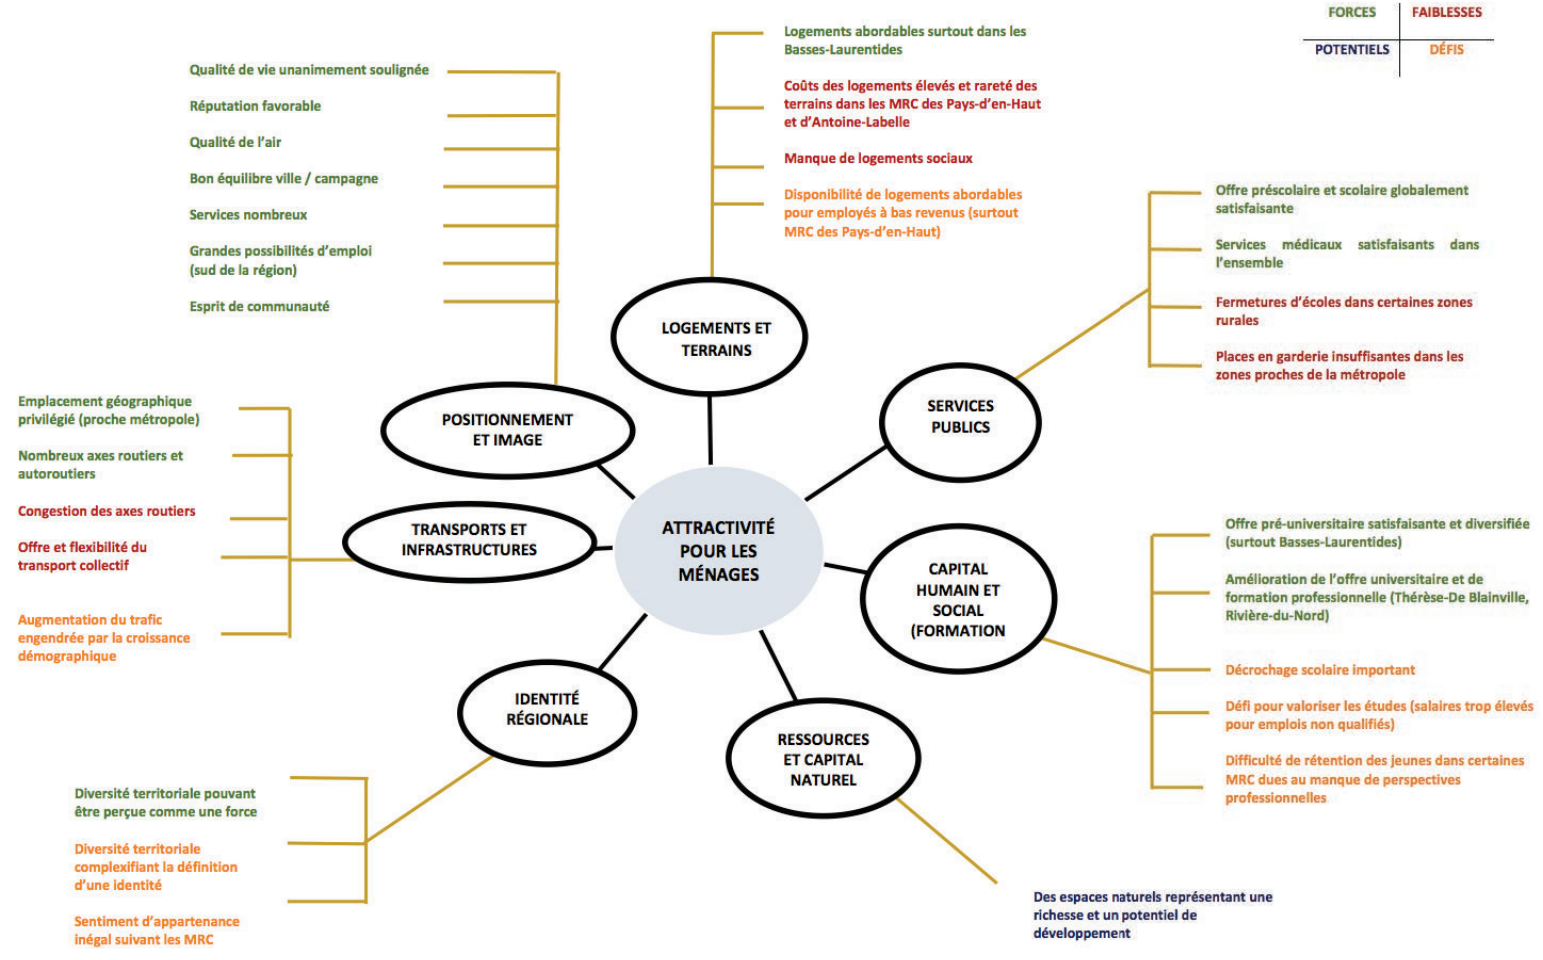 FORCES
FAIBLESSES
POTENTIELS
DÉFIS
Logements abordables surtout dans les
Basses-Laurentides
Coûts des logements élevés et rareté des
terrains dans les MRC des Pays-d'en-Haut
et d'Antoine-Labelle
Manque de logements sociaux
Disponibilité de logements abordables
pour employés à bas revenus (surtout
MRC des Pays-d'en-Haut)
Qualité de vie unanimement soulignée
Réputation favorable
Qualité de l'air
Bon équilibre ville / campagne
Services nombreux
Grandes possibilités d'emploi
(sud de la région)
Esprit de communauté
Offre préscolaire et scolaire globalement
satisfaisante
Services médicaux satisfaisants dans
l'ensemble
Fermetures d'écoles dans certaines zones
rurales
Places en garderie insuffisantes dans les
zones proches de la métropole
LOGEMENTS ET
TERRAINS
POSITIONNEMENT
ET IMAGE
SERVICES
PUBLICS
Emplacement géographique
privilégié (proche métropole)
Nombreux axes routiers et
autoroutiers
Congestion des axes routiers
Offre et flexibilité du
transport collectif
Augmentation du trafic
engendrée par la croissance
démographique
TRANSPORTS ET
INFRASTRUCTURES
ATTRACTIVITÉ
POUR LES
MÉNAGES
CAPITAL
HUMAIN ET
SOCIAL
(FORMATION
Offre pré-universitaire satisfaisante et diversifiée
(surtout Basses-Laurentides)
Amélioration de l'offre universitaire et de
formation professionnelle (Thérèse-De Blainville,
Rivière-du-Nord)
Décrochage scolaire important
Défi pour valoriser les études (salaires trop élevés
pour emplois non qualifiés)
Difficulté de rétention des jeunes dans certaines
MRC dues au manque de perspectives
professionnelles
IDENTITÉ
RÉGIONALE
RESSOURCES
ET CAPITAL
NATUREL
Diversité territoriale pouvant
être perçue comme une force
Diversité territoriale
complexifiant la définition
d'une identité
Sentiment d'appartenance
inégal suivant les MRC
Des espaces naturels représentant une
richesse et un potentiel de
développement